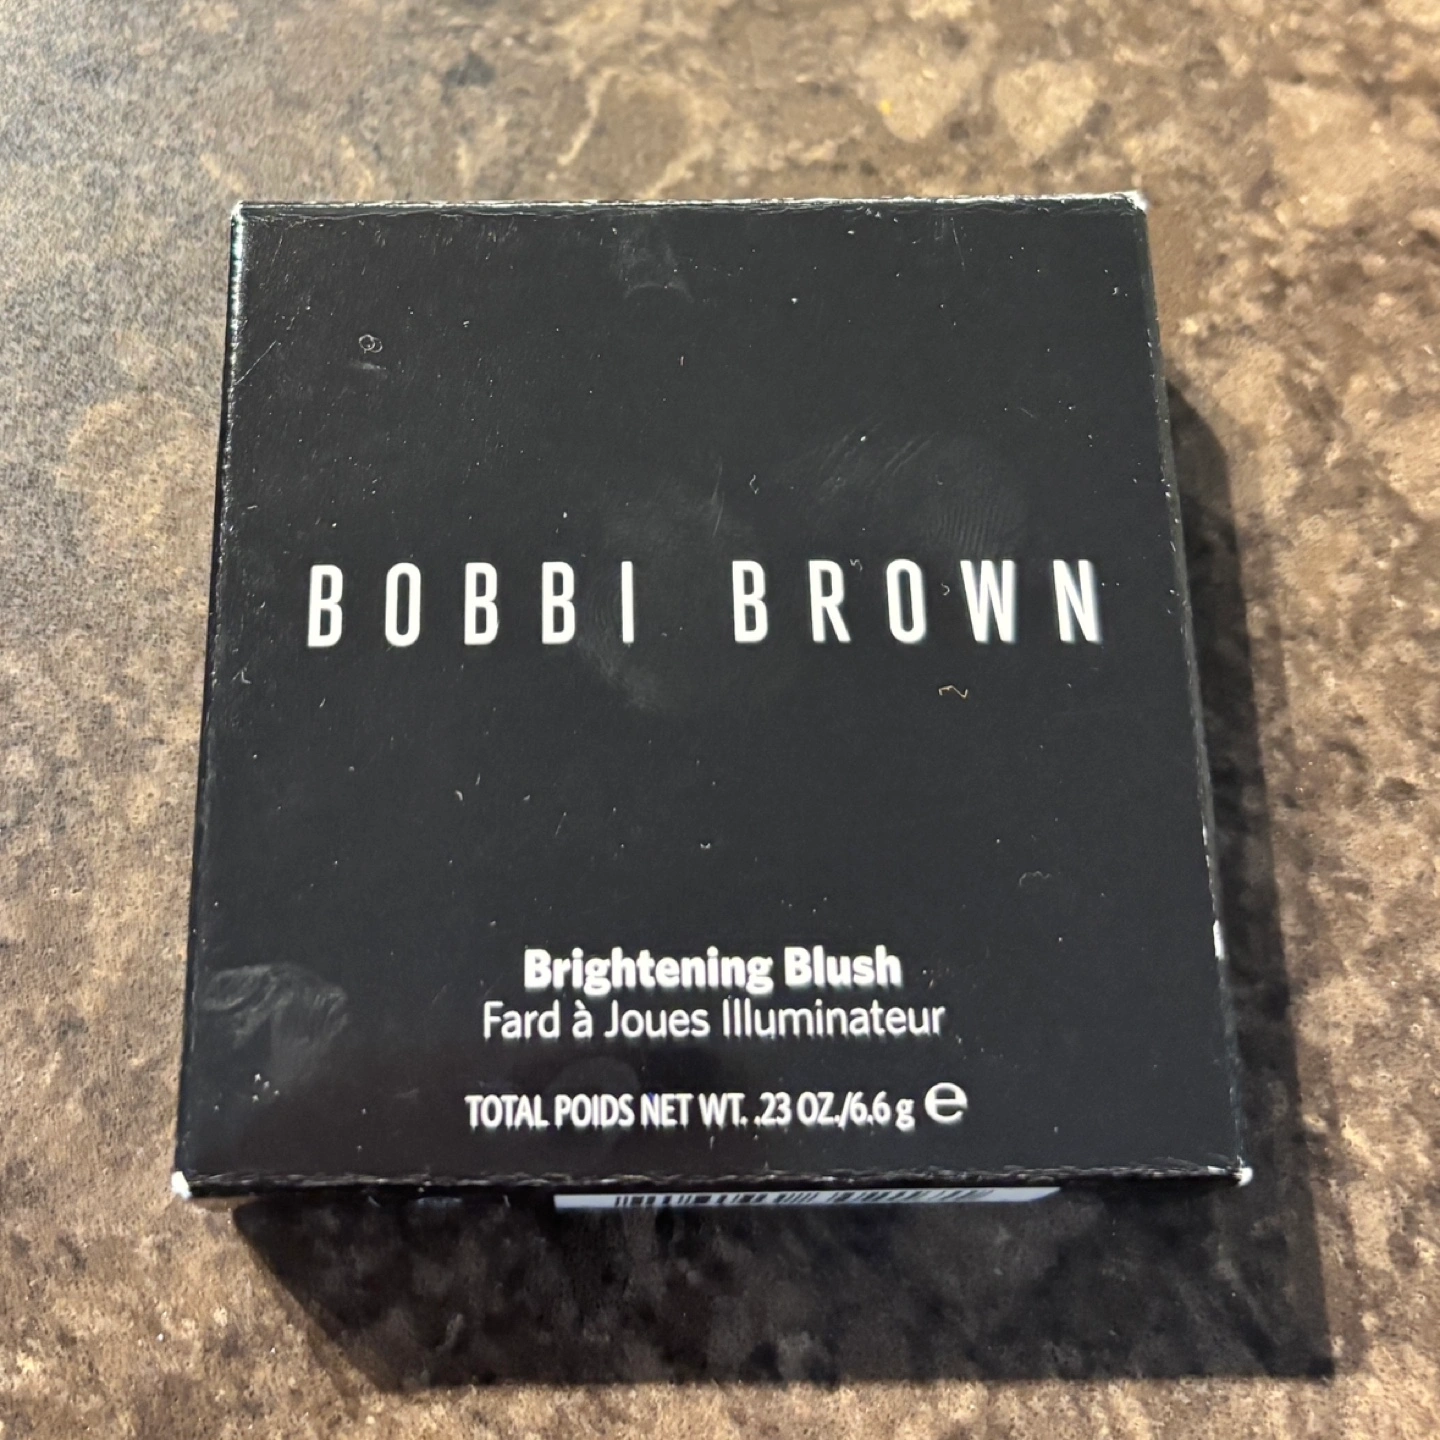 BOBBI BROWN
Brightening Blush
Fard à Joues Illuminateur
TOTAL POIDS NET WT. .23 OZ./6.6 g ℮